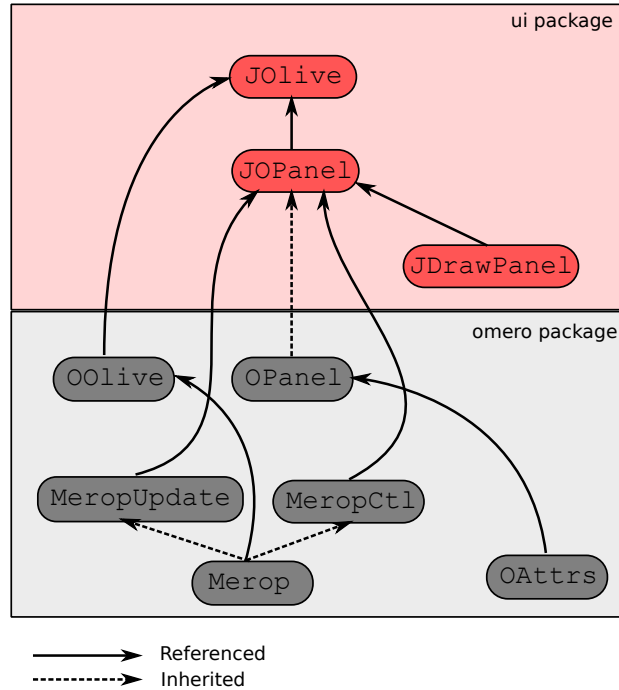 ui package
JOlive
JOPanel
JDrawPanel
omero package
OOlive
OPanel
MeropUpdate
MeropCtl
Merop
OAttrs
Referenced
Inherited